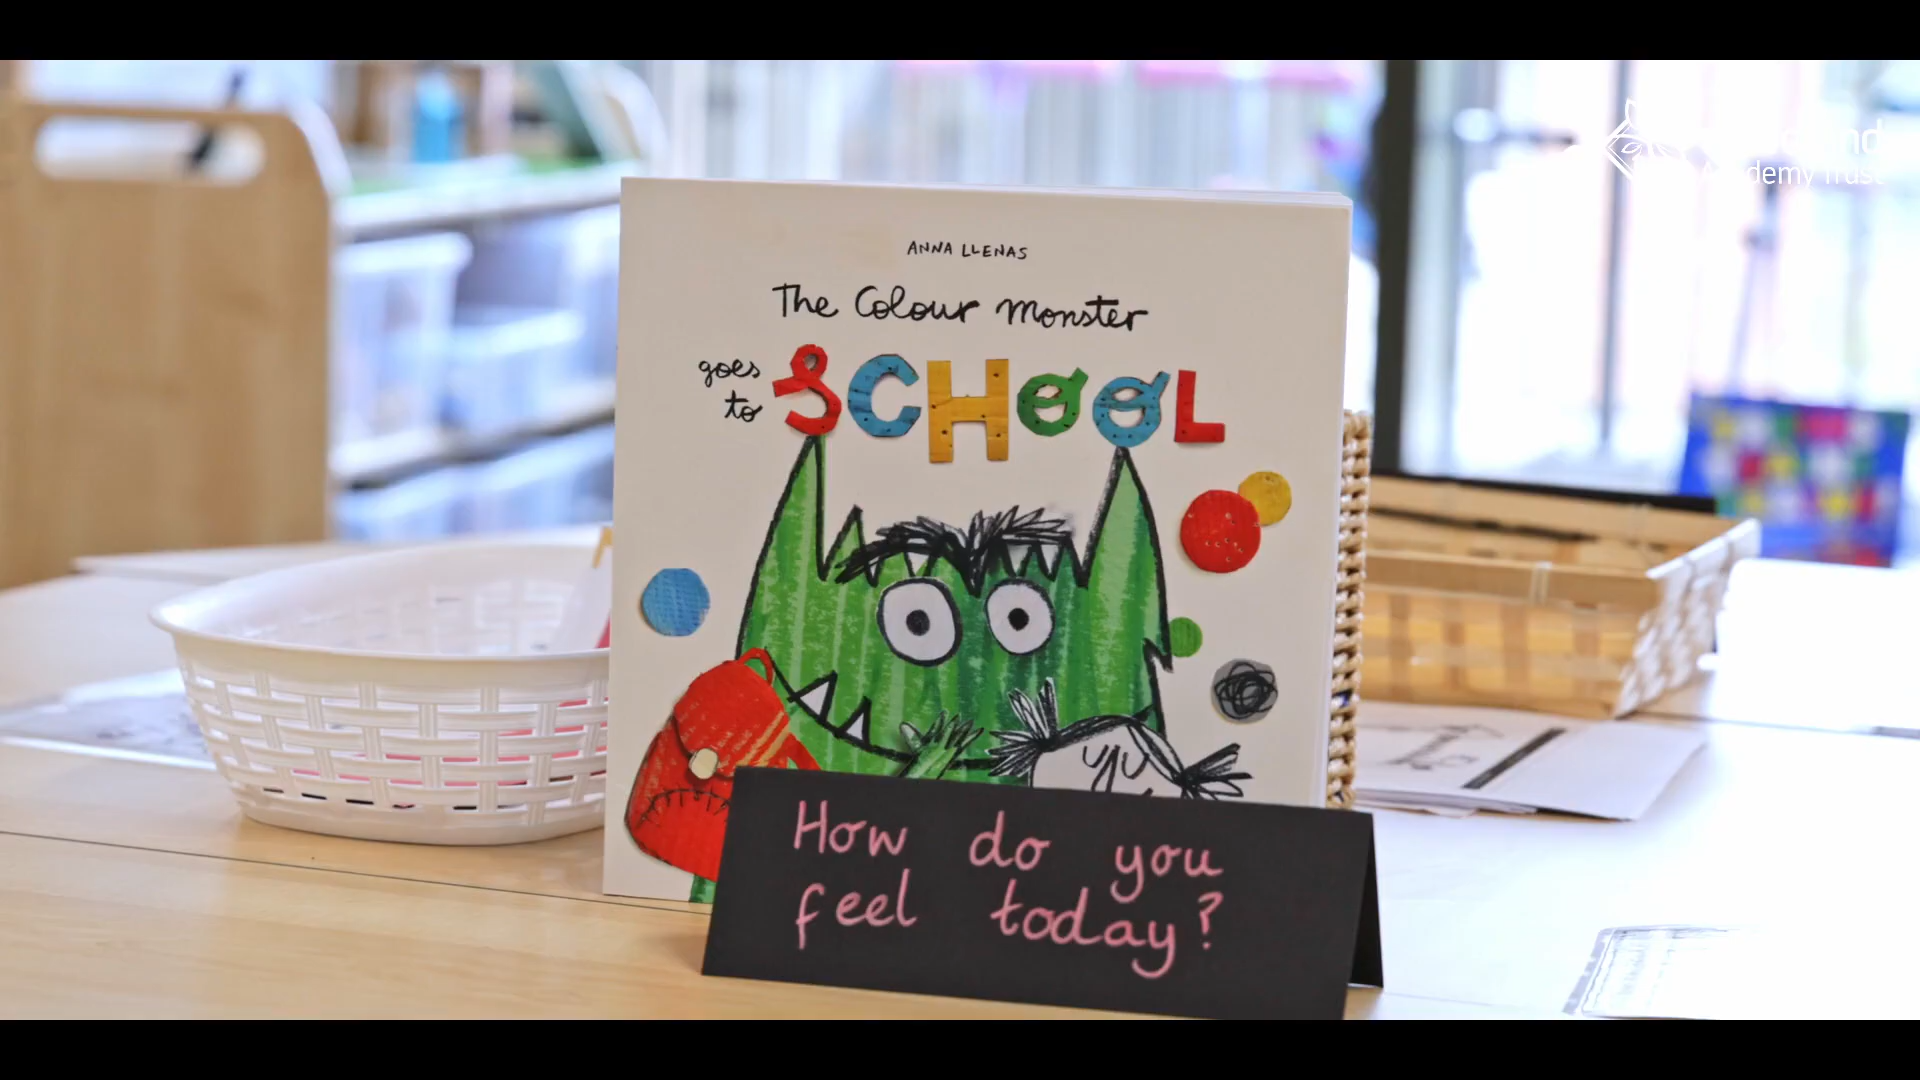 ANNA LLENAS
The Colour Monster
goes
to SCHOOL
How do you
feel today?